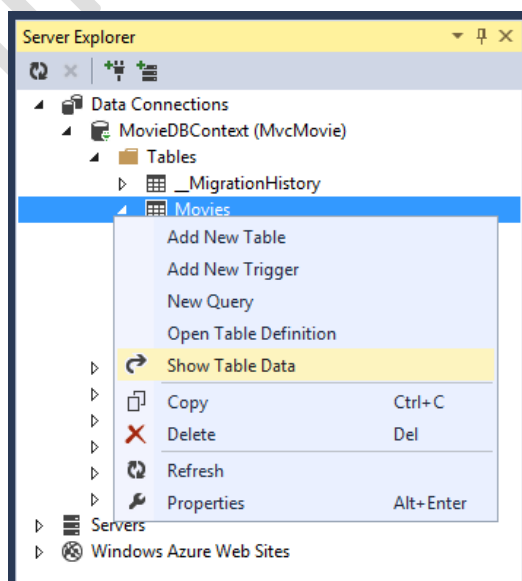 Server Explorer
Data Connections
MovieDBContext (MvcMovie)
Tables
__MigrationHistory
Movies
Add New Table
Add New Trigger
New Query
Open Table Definition
Show Table Data
Copy Ctrl+C
Delete Del
Refresh
Properties Alt+Enter
Servers
Windows Azure Web Sites